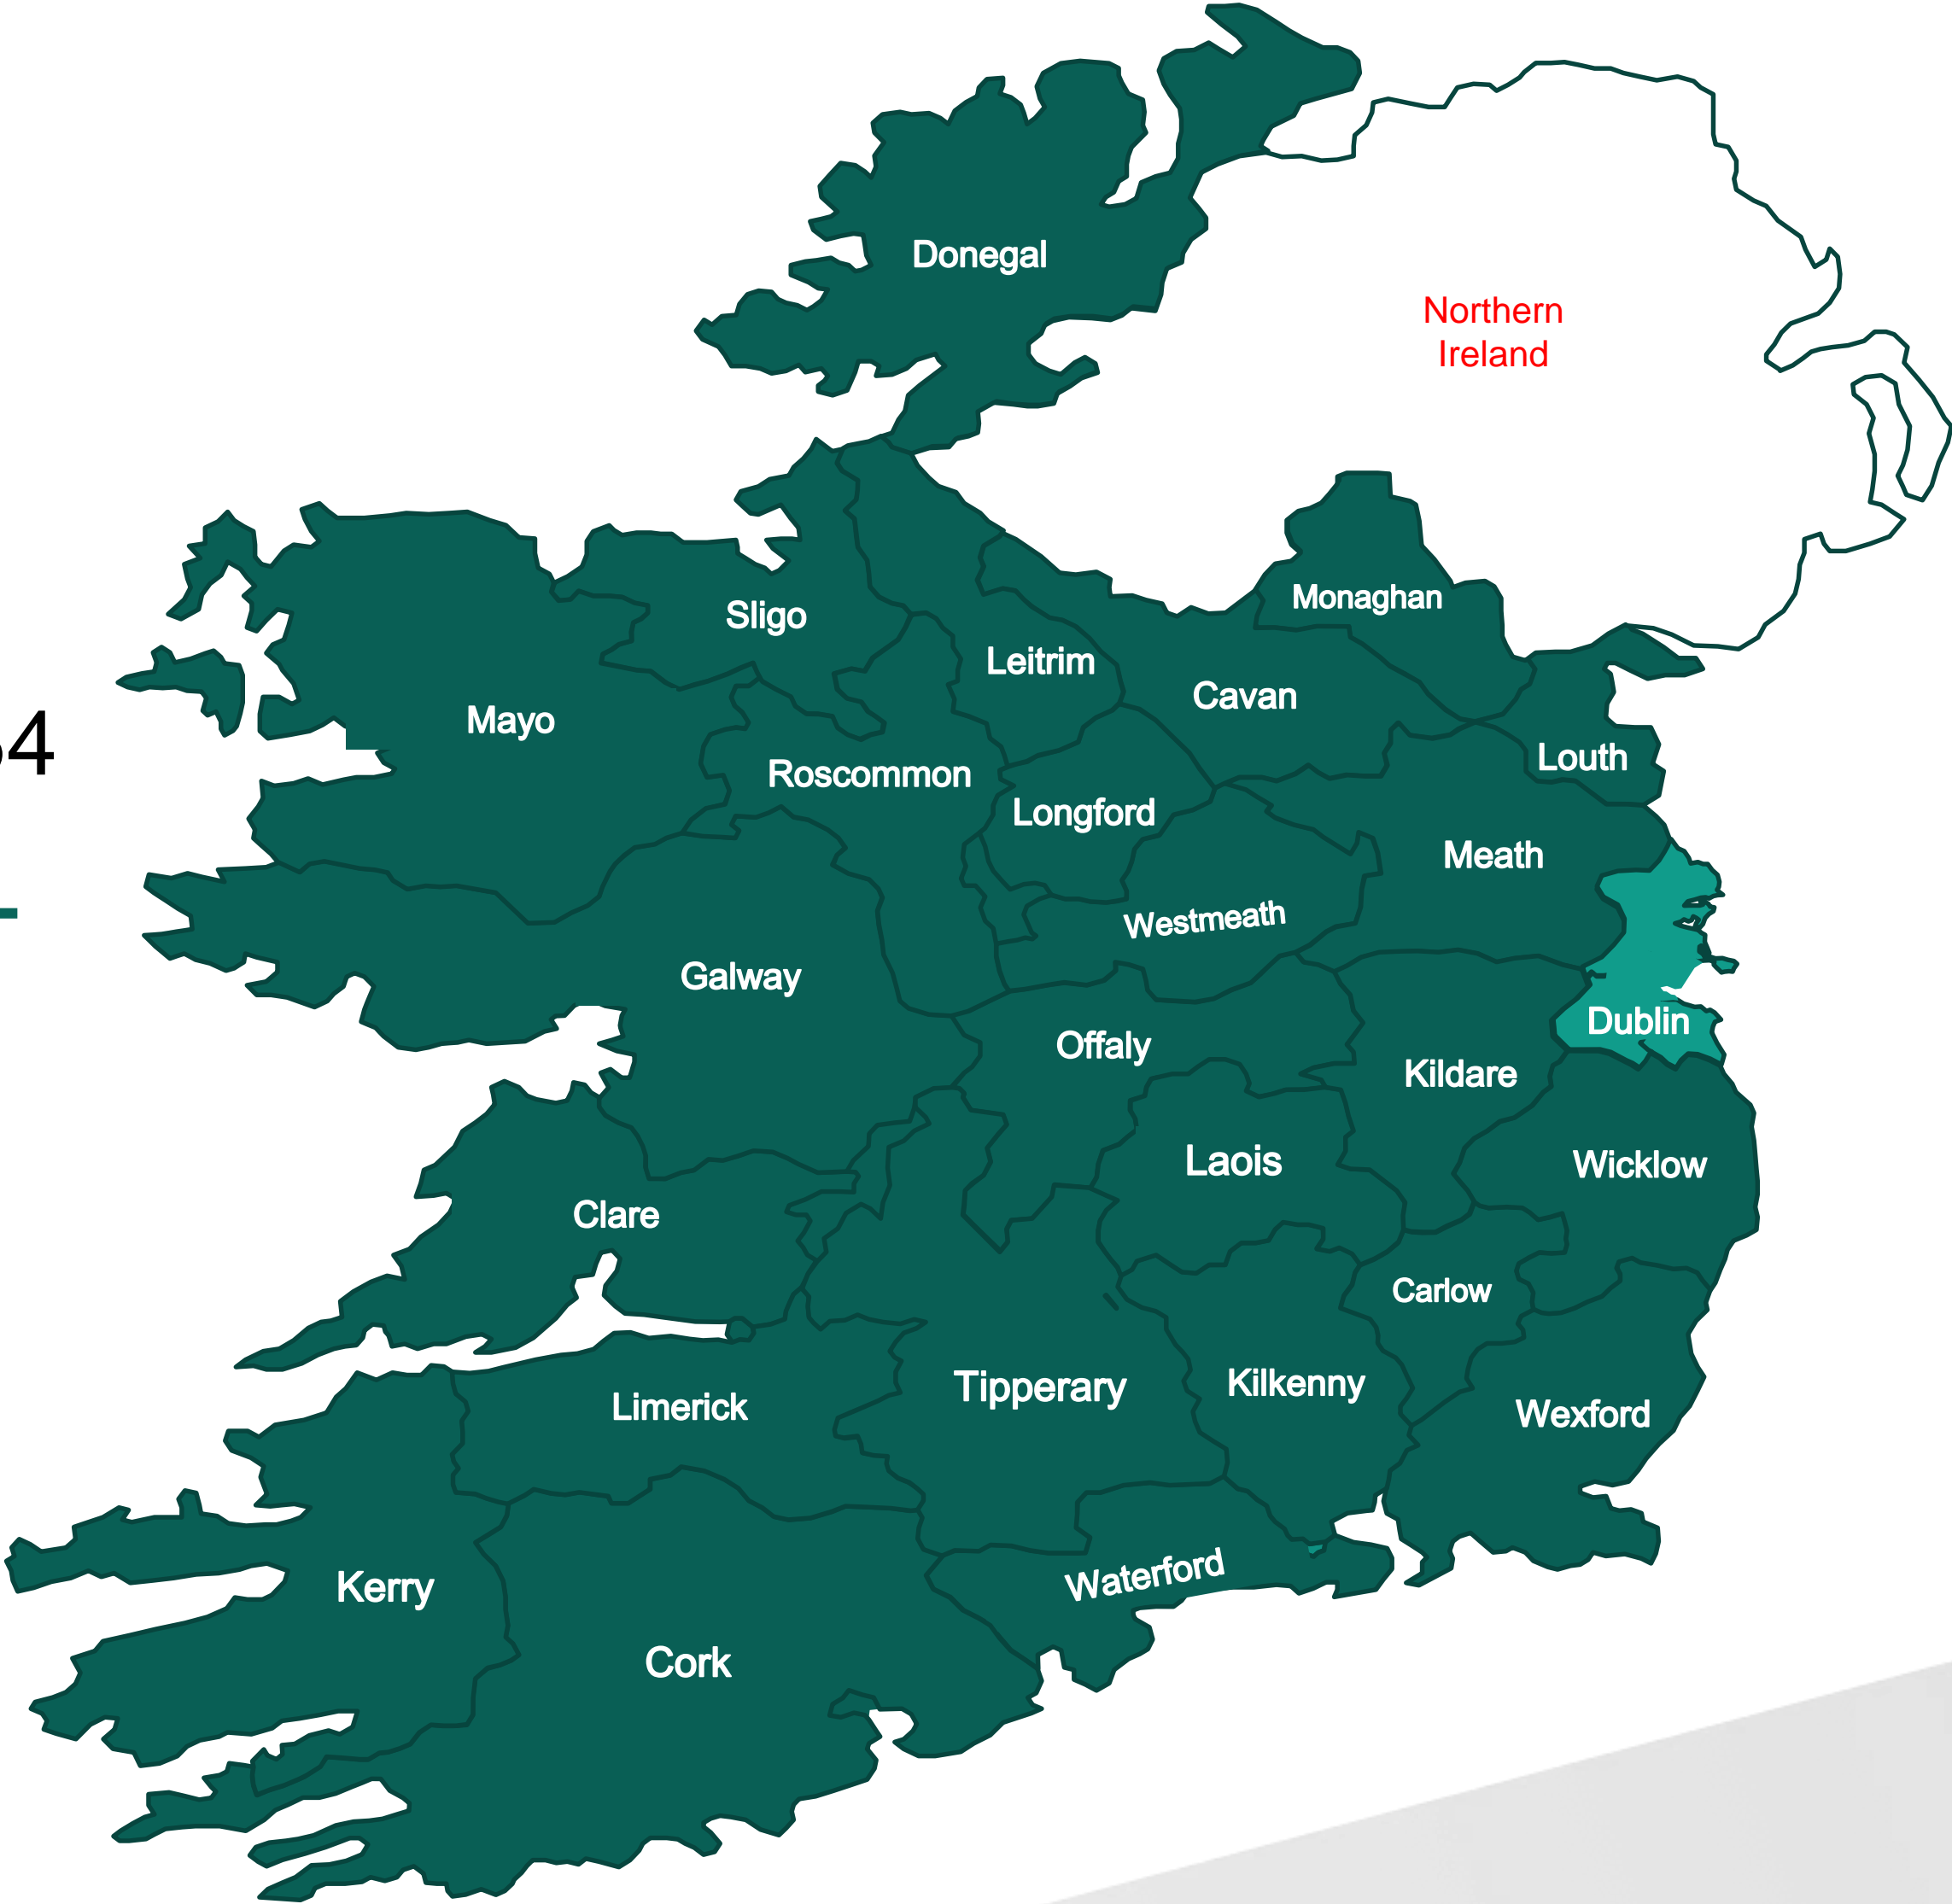 Donegal
Northern
Ireland
Monaghan
Sligo
Leitrim
Cavan
Mayo
4
Louth
Roscommon
Longford
Meath
Westmeath
Galway
Dublin
Offaly
Kildare
Laois
Wicklow
Clare
Carlow
Tipperary
Kilkenny
Limerick
Wexford
Waterford
Kerry
Cork